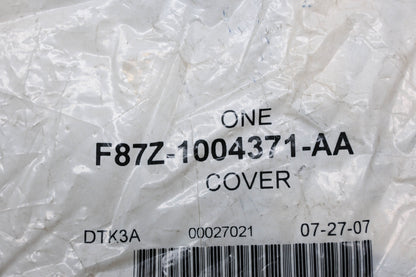 ONE
F87Z-1004371-AA
COVER
DTK3A 00027021 07-27-07